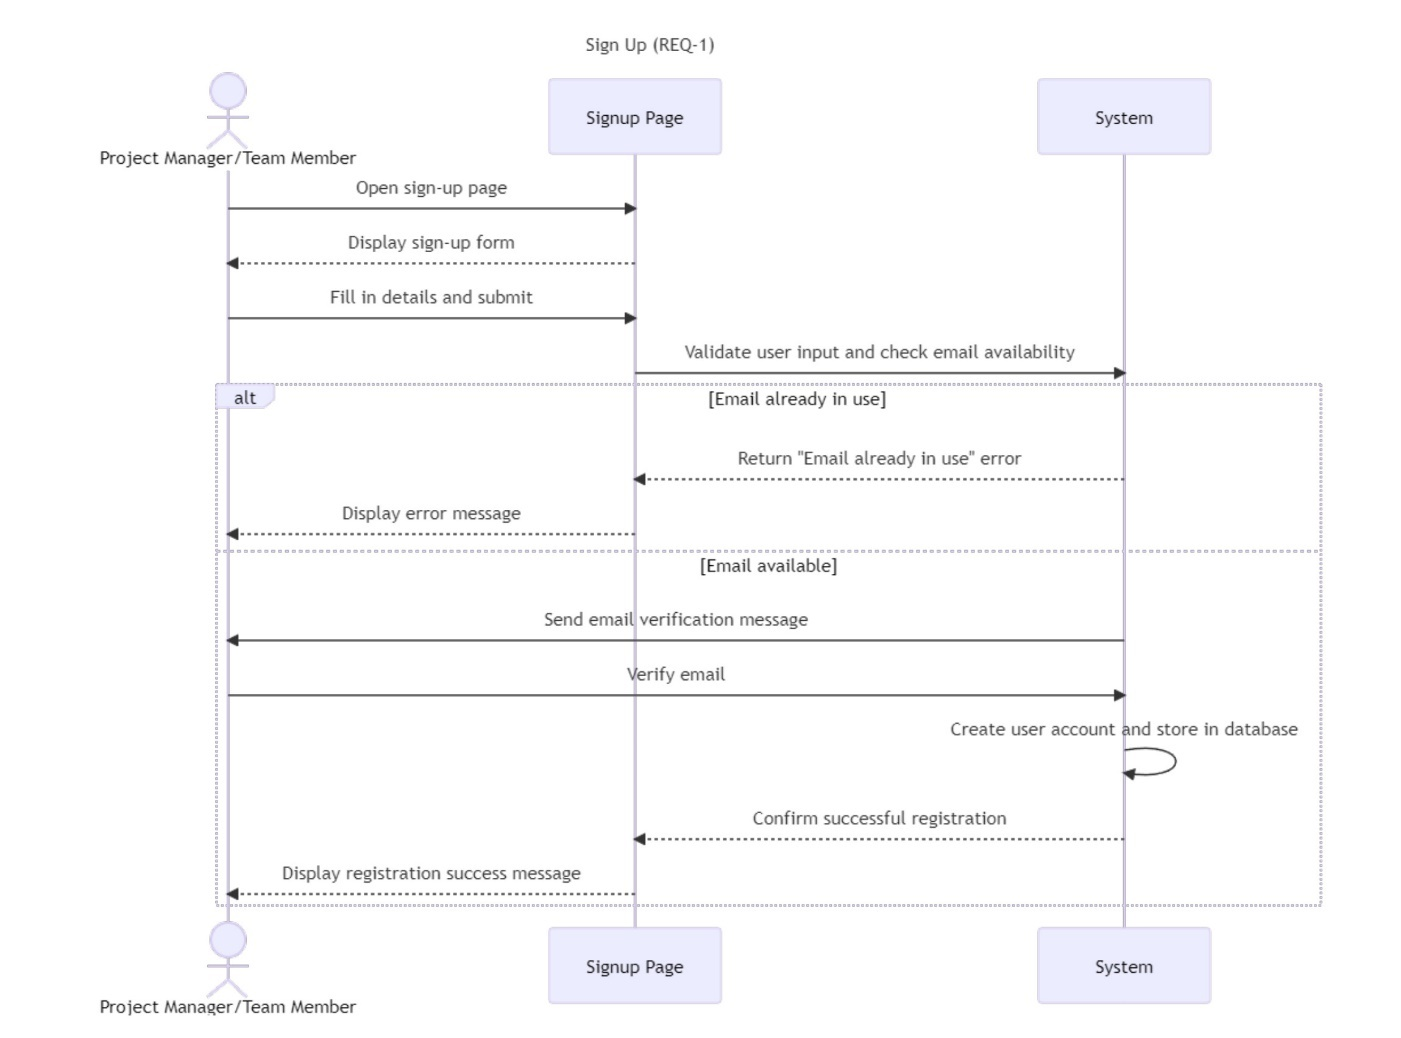 Sign Up (REQ-1)
Project Manager/Team Member
Signup Page
System
Open sign-up page
Display sign-up form
Fill in details and submit
Validate user input and check email availability
alt
[Email already in use]
Return "Email already in use" error
Display error message
[Email available]
Send email verification message
Verify email
Create user account and store in database
Confirm successful registration
Display registration success message
Project Manager/Team Member
Signup Page
System